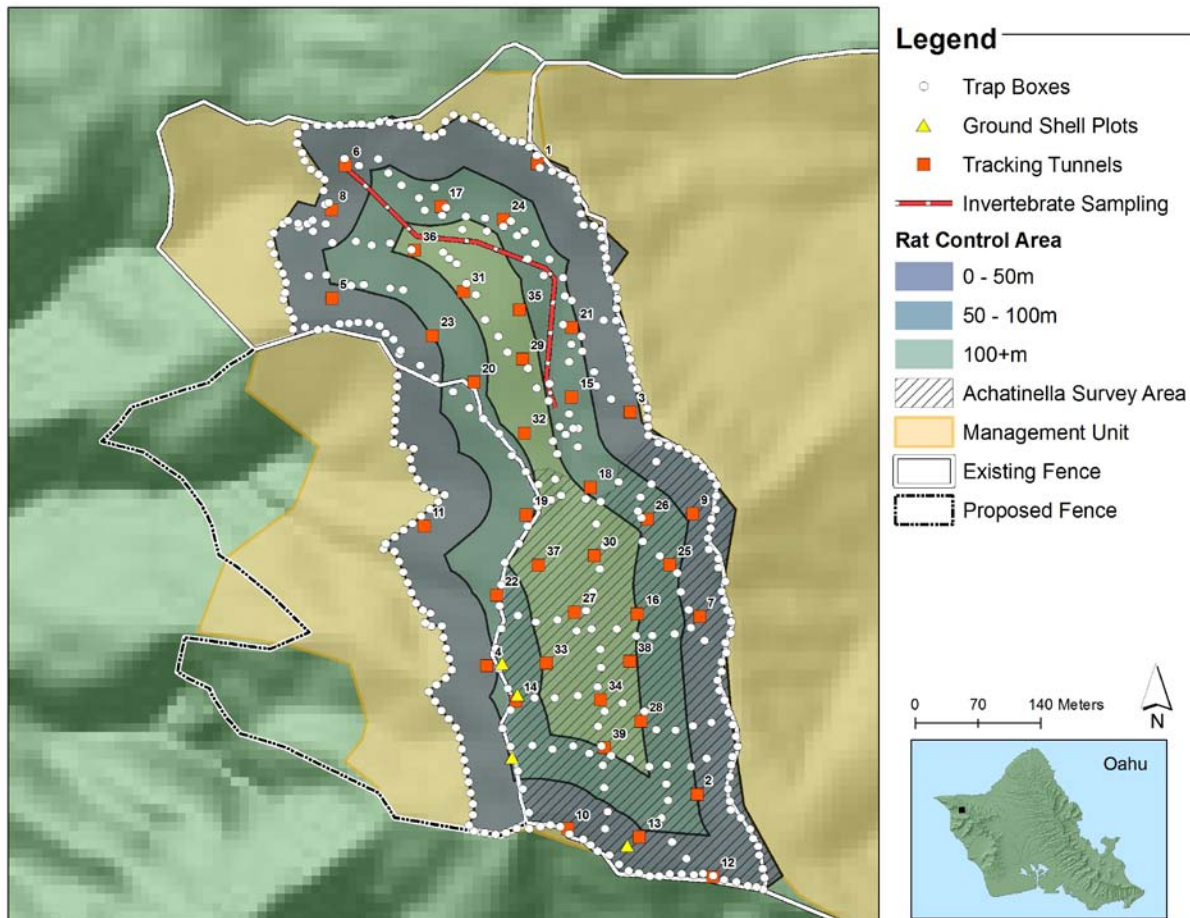 Legend
Trap Boxes
Ground Shell Plots
Tracking Tunnels
Invertebrate Sampling
Rat Control Area
0 - 50m
50 - 100m
100+m
Achatinella Survey Area
Management Unit
Existing Fence
Proposed Fence
0 70 140 Meters
N
Oahu
6
1
8
17
24
36
5
31
35
21
23
29
20
15
3
32
18
19
26
9
11
30
37
25
22
27
16
7
4
33
38
14
34
28
39
2
10
13
12